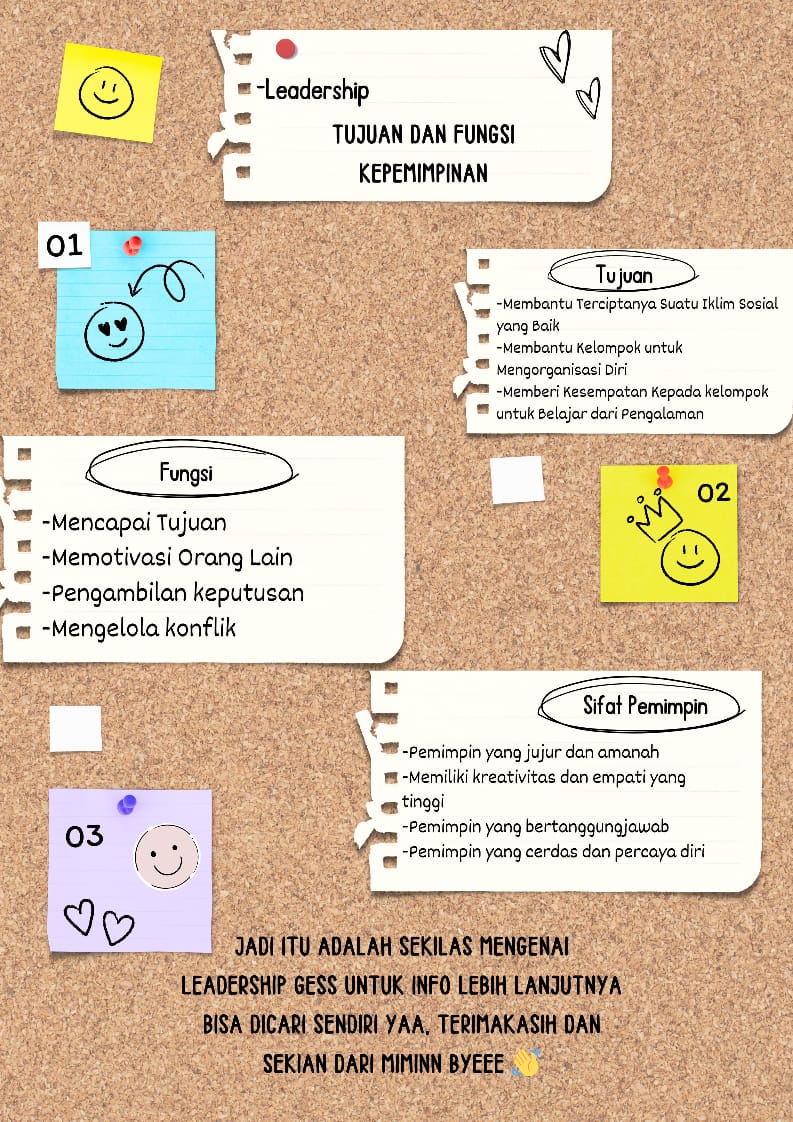 -Leadership
TUJUAN DAN FUNGSI
KEPEMIMPINAN
01
Tujuan
-Membantu Terciptanya Suatu Iklim Sosial
yang Baik
-Membantu Kelompok untuk
Mengorganisasi Diri
-Memberi Kesempatan Kepada kelompok
untuk Belajar dari Pengalaman
Fungsi
-Mencapai Tujuan
-Memotivasi Orang Lain
-Pengambilan keputusan
-Mengelola konflik
02
Sifat Pemimpin
-Pemimpin yang jujur dan amanah
-Memiliki kreativitas dan empati yang
tinggi
-Pemimpin yang bertanggungjawab
-Pemimpin yang cerdas dan percaya diri
03
JADI ITU ADALAH SEKILAS MENGENAI
LEADERSHIP GESS UNTUK INFO LEBIH LANJUTNYA
BISA DICARI SENDIRI YAA, TERIMAKASIH DAN
SEKIAN DARI MIMINN BYEEE 👏